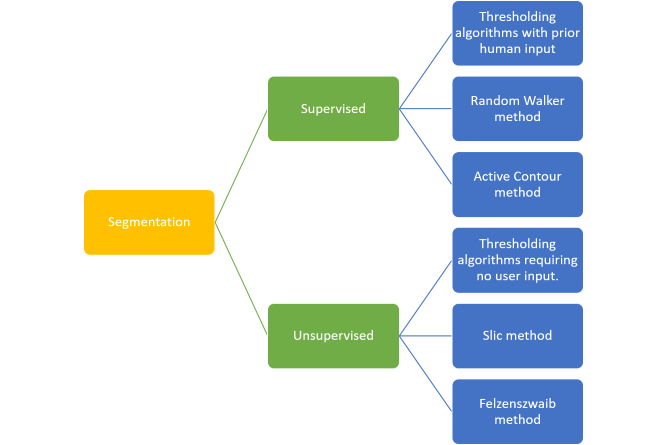 Thresholding
algorithms with prior
human input
Supervised
Random Walker
method
Active Contour
method
Segmentation
Thresholding
algorithms requiring
no user input.
Unsupervised
Slic method
Felzenszwaib
method